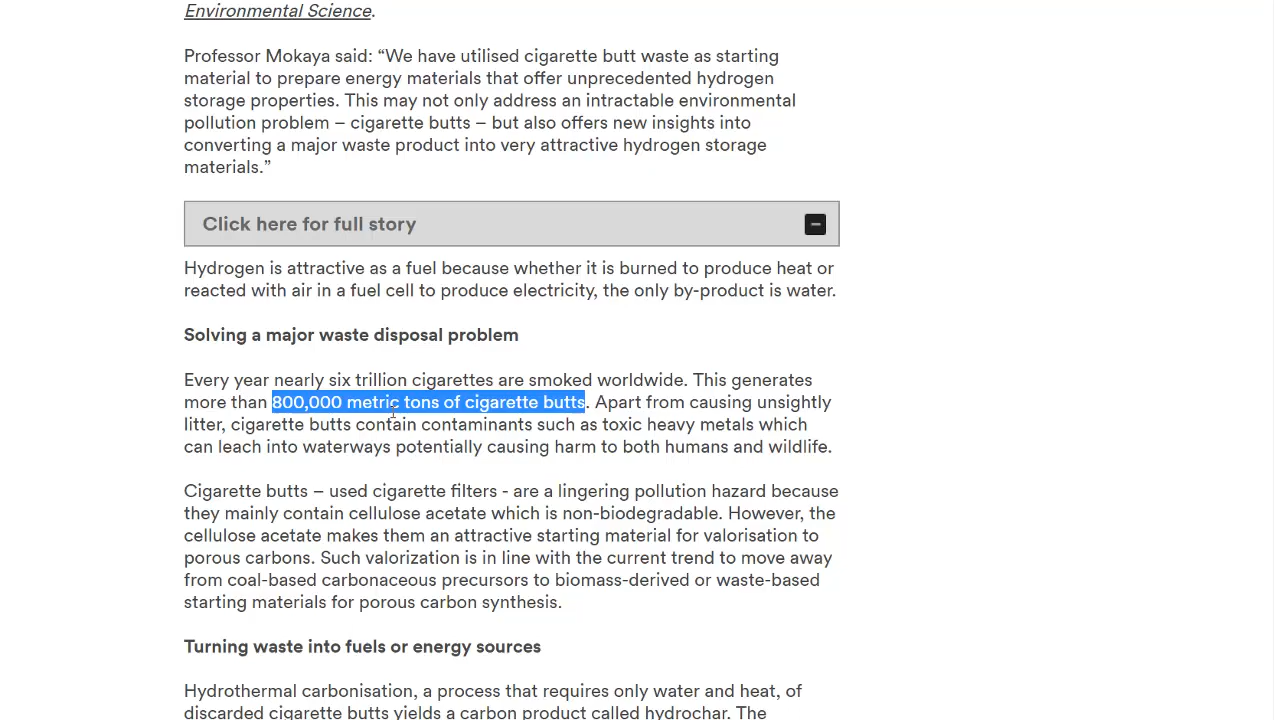 Environmental Science.
Professor Mokaya said: “We have utilised cigarette butt waste as starting
material to prepare energy materials that offer unprecedented hydrogen
storage properties. This may not only address an intractable environmental
pollution problem – cigarette butts – but also offers new insights into
converting a major waste product into very attractive hydrogen storage
materials.”
Click here for full story
Hydrogen is attractive as a fuel because whether it is burned to produce heat or
reacted with air in a fuel cell to produce electricity, the only by-product is water.
Solving a major waste disposal problem
Every year nearly six trillion cigarettes are smoked worldwide. This generates
more than 800,000 metric tons of cigarette butts. Apart from causing unsightly
litter, cigarette butts contain contaminants such as toxic heavy metals which
can leach into waterways potentially causing harm to both humans and wildlife.
Cigarette butts – used cigarette filters - are a lingering pollution hazard because
they mainly contain cellulose acetate which is non-biodegradable. However, the
cellulose acetate makes them an attractive starting material for valorisation to
porous carbons. Such valorization is in line with the current trend to move away
from coal-based carbonaceous precursors to biomass-derived or waste-based
starting materials for porous carbon synthesis.
Turning waste into fuels or energy sources
Hydrothermal carbonisation, a process that requires only water and heat, of
discarded cigarette butts yields a carbon product called hydrochar. The